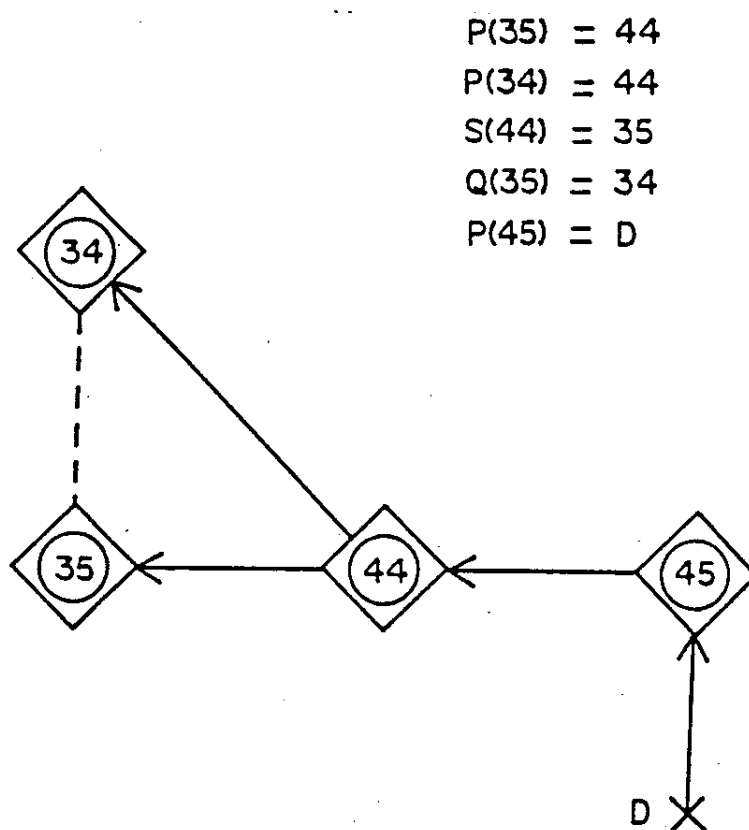 P(35) = 44
P(34) = 44
S(44) = 35
Q(35) = 34
P(45) = D
34
35
44
45
D